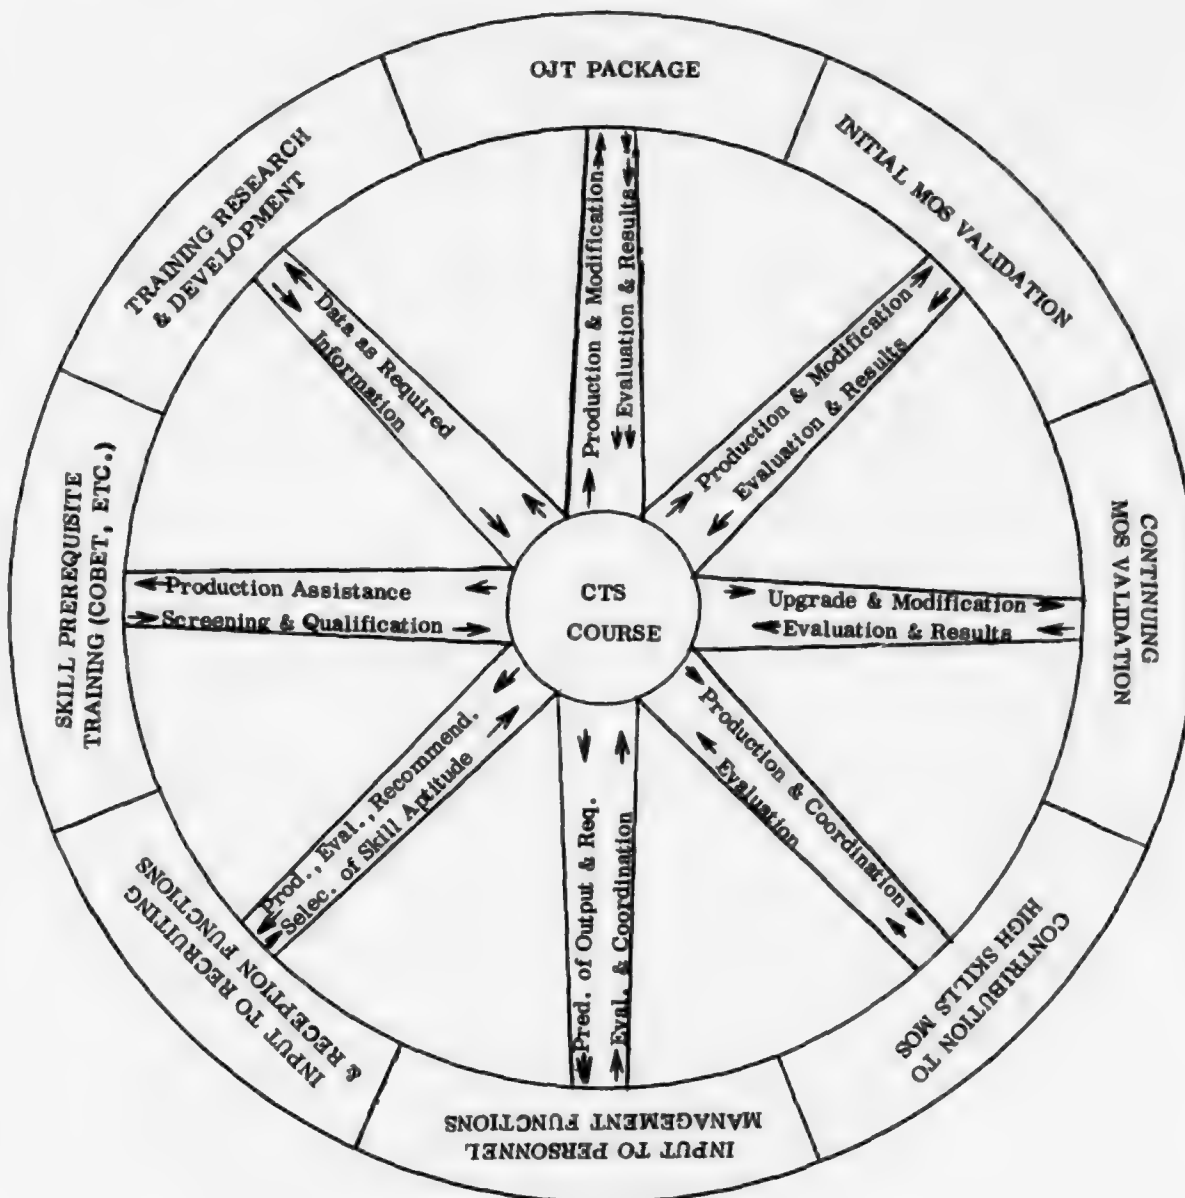 OJT PACKAGE
INITIAL MOS VALIDATION
CONTINUING
MOS VALIDATION
CONTRIBUTION TO
HIGH SKILLS MOS
INPUT TO PERSONNEL
MANAGEMENT FUNCTIONS
INPUT TO RECRUITING
& RECEPTION FUNCTIONS
SKILL PREREQUISITE
TRAINING (COBET, ETC.)
TRAINING RESEARCH
& DEVELOPMENT
Production & Modification
Evaluation & Results
Production & Modification
Evaluation & Results
Upgrade & Modification
Evaluation & Results
Production & Coordination
Evaluation
Pred. of Output & Req.
Eval. & Coordination
Prod., Eval., Recommend.
Selec. of Skill Aptitude
Production Assistance
Screening & Qualification
Data as Required
Information
CTS
COURSE